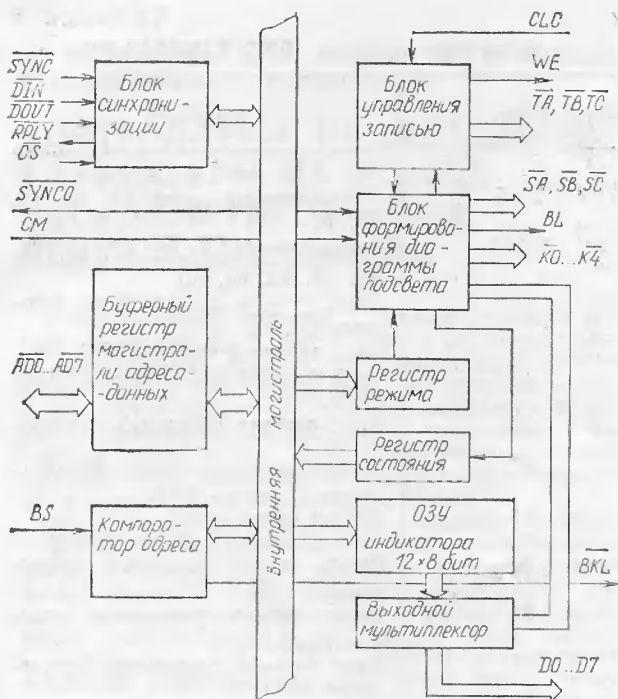 CLC
SYNC
DIN
DOUT
RPLY
CS
Блок
синхрони-
зации
Блок
управления
записью
WE
TA, TB, TC
SYNCO
CM
Блок
формирова-
ния диа-
граммы
подсвета
SA, SB, SC
BL
K0...K4
AD0...AD7
Буферный
регистр
магистра-
ли адреса-
-данных
Внутренняя магистраль
Регистр
режима
Регистр
состояния
BS
Компара-
тор адреса
ОЗУ
индикатора
12×8 бит
BKL
Выходной
мультиплексор
D0...D7